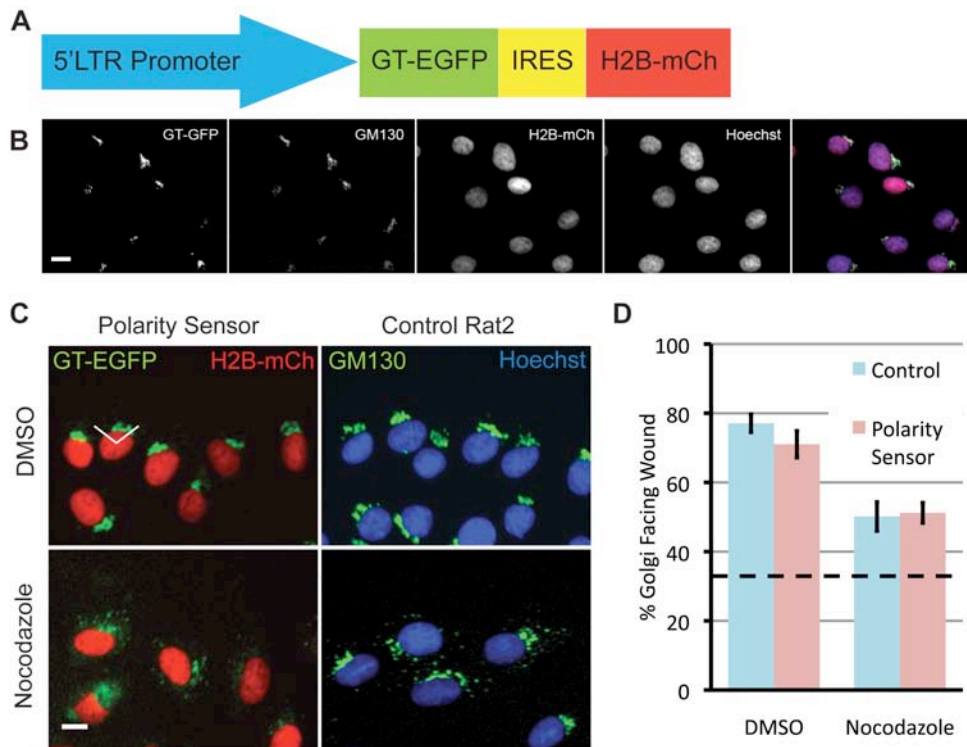 A
5'LTR Promoter
GT-EGFP
IRES
H2B-mCh
B
GT-GFP
GM130
H2B-mCh
Hoechst
C
Polarity Sensor
Control Rat2
GT-EGFP
H2B-mCh
GM130
Hoechst
DMSO
Nocodazole
D
% Golgi Facing Wound
100
80
60
40
20
0
Control
Polarity
Sensor
DMSO
Nocodazole